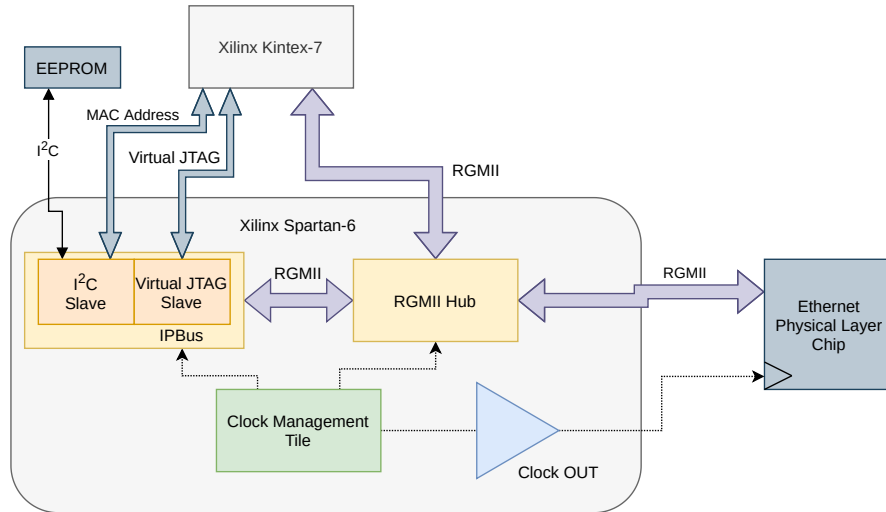 Xilinx Kintex-7
EEPROM
MAC Address
I²C
Virtual JTAG
RGMII
Xilinx Spartan-6
I²C
Slave
Virtual JTAG
Slave
IPBus
RGMII
RGMII Hub
RGMII
Ethernet
Physical Layer
Chip
Clock Management
Tile
Clock OUT